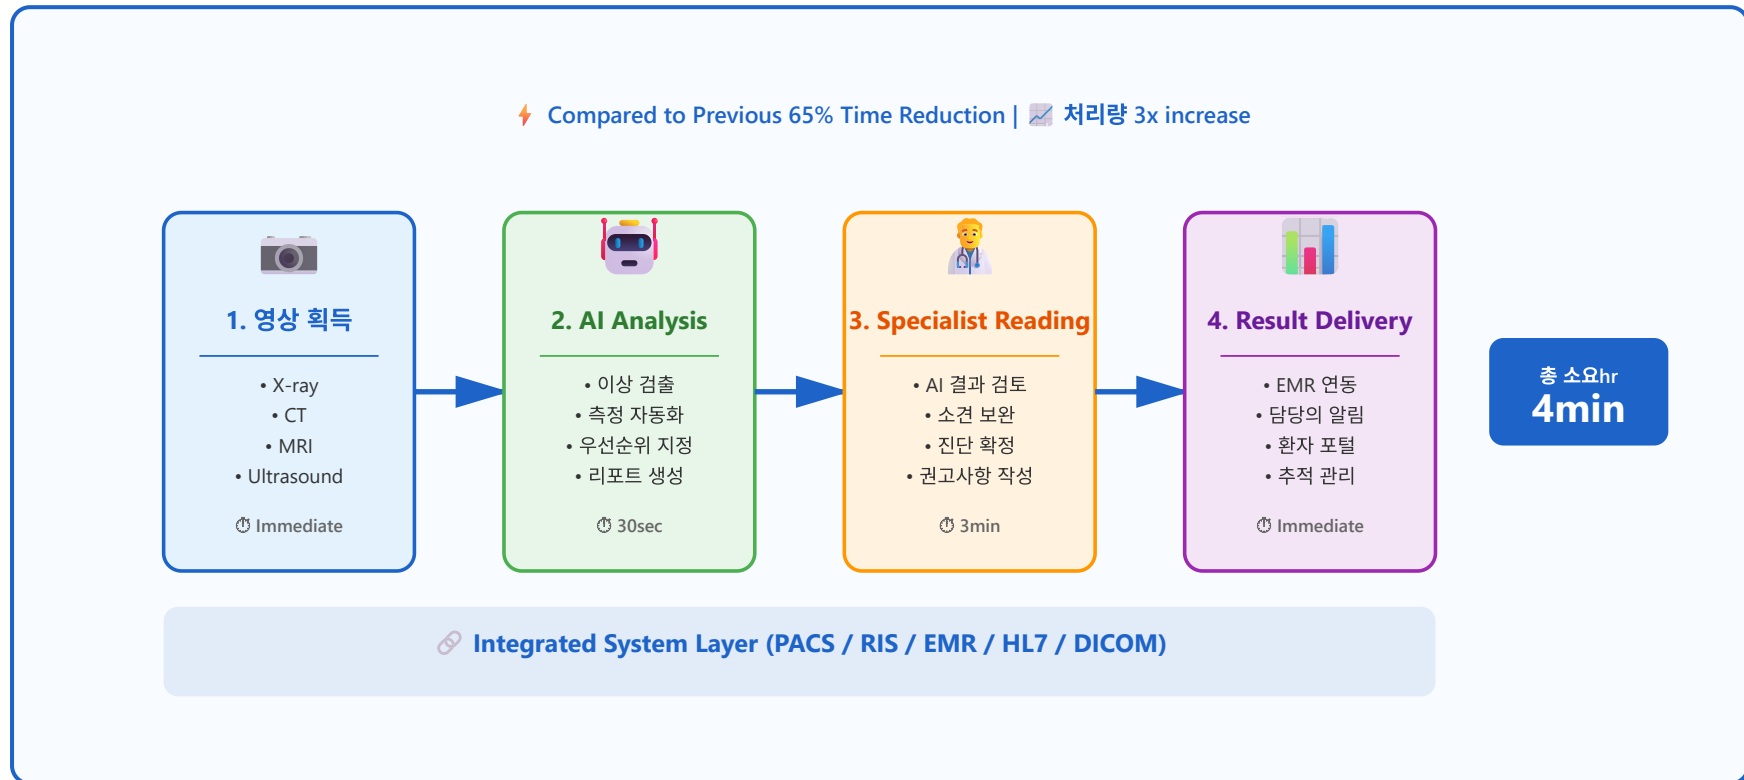 Compared to Previous 65% Time Reduction | 처리량 3x increase
1. 영상 획득
• X-ray
• CT
• MRI
• Ultrasound
⏱ Immediate
2. AI Analysis
• 이상 검출
• 측정 자동화
• 우선순위 지정
• 리포트 생성
⏱ 30sec
3. Specialist Reading
• AI 결과 검토
• 소견 보완
• 진단 확정
• 권고사항 작성
⏱ 3min
4. Result Delivery
• EMR 연동
• 담당의 알림
• 환자 포털
• 추적 관리
⏱ Immediate
총 소요hr
4min
Integrated System Layer (PACS / RIS / EMR / HL7 / DICOM)